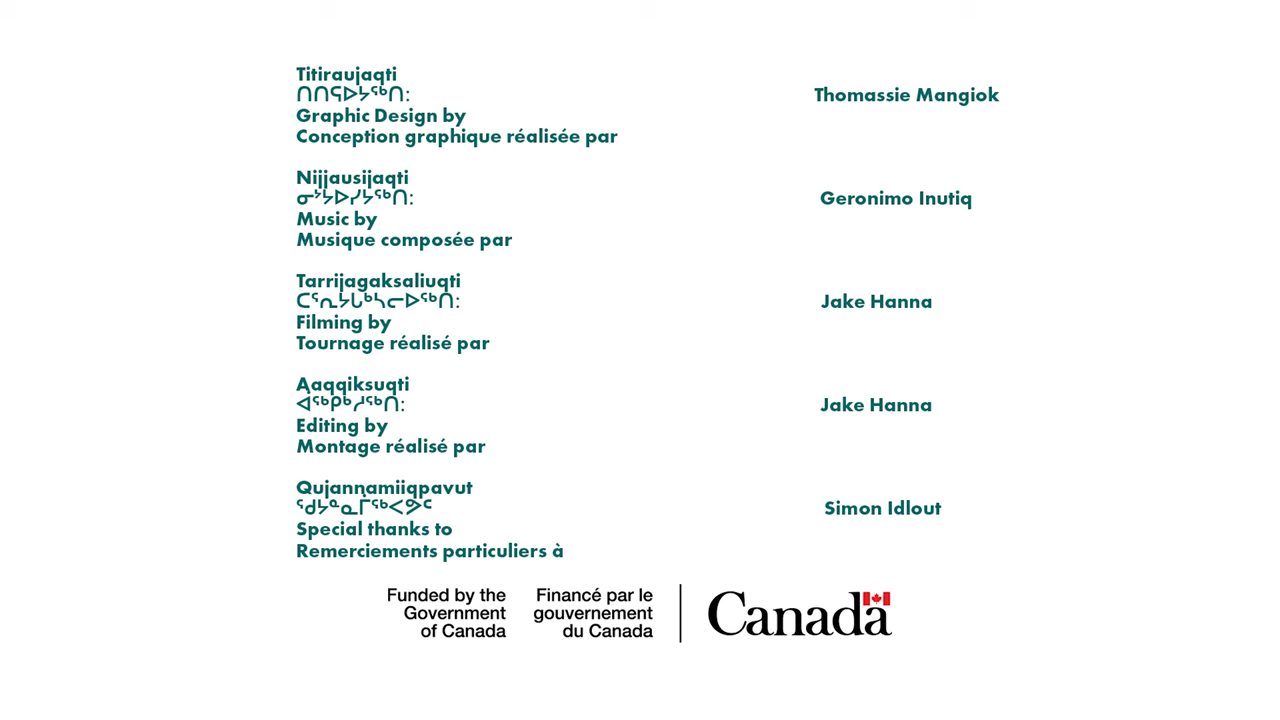 Titiraujaqti
ᑎᑎᕋᐅᔭᖅᑎ:
Thomassie Mangiok
Graphic Design by
Conception graphique réalisée par
Nijjausijaqti
ᓂᔾᔭᐅᓯᔭᖅᑎ:
Geronimo Inutiq
Music by
Musique composée par
Tarrijagaksaliuqti
ᑕᕐᕆᔭᒐᒃᓴᓕᐅᖅᑎ:
Jake Hanna
Filming by
Tournage réalisé par
Aaqqiksuqti
ᐋᖅᑭᒃᓱᖅᑎ:
Jake Hanna
Editing by
Montage réalisé par
Qujannamiiqpavut
ᖁᔭᓐᓇᒦᖅᐸᕗᑦ
Simon Idlout
Special thanks to
Remerciements particuliers à
Funded by the
Government
of Canada
Financé par le
gouvernement
du Canada
Canada